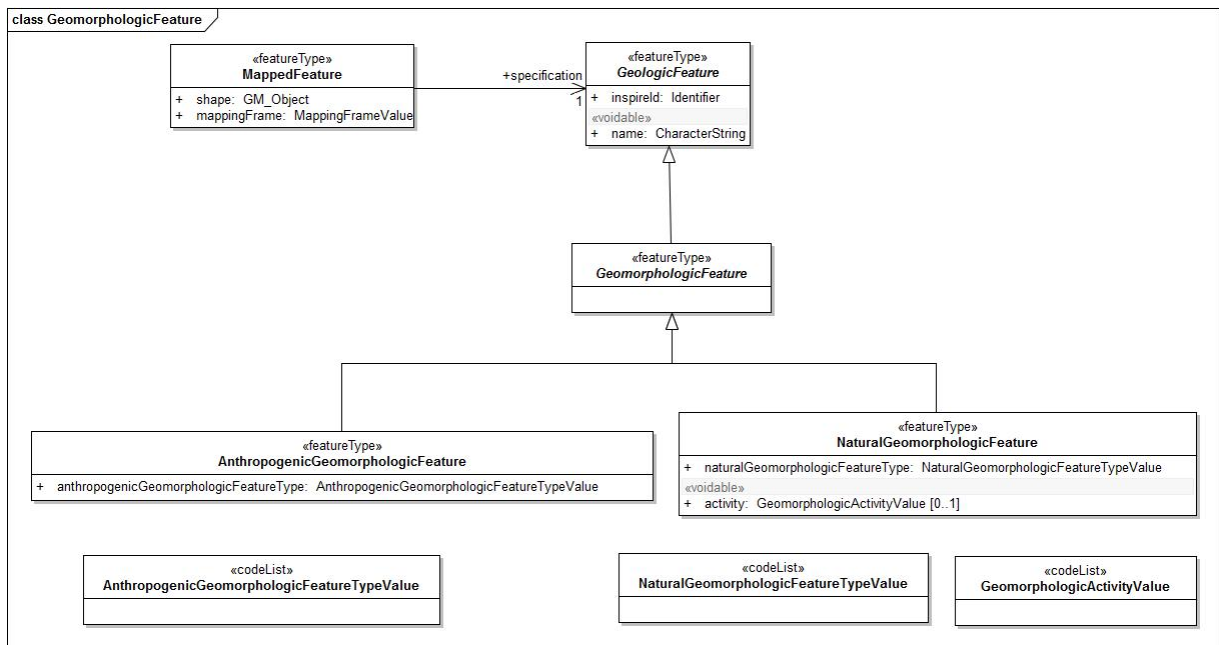 class GeomorphologicFeature
«featureType»
MappedFeature
+ shape: GM_Object
+ mappingFrame: MappingFrameValue
+specification
1
«featureType»
GeologicFeature
+ inspireId: Identifier
«voidable»
+ name: CharacterString
«featureType»
GeomorphologicFeature
«featureType»
AnthropogenicGeomorphologicFeature
+ anthropogenicGeomorphologicFeatureType: AnthropogenicGeomorphologicFeatureTypeValue
«featureType»
NaturalGeomorphologicFeature
+ naturalGeomorphologicFeatureType: NaturalGeomorphologicFeatureTypeValue
«voidable»
+ activity: GeomorphologicActivityValue [0..1]
«codeList»
AnthropogenicGeomorphologicFeatureTypeValue
«codeList»
NaturalGeomorphologicFeatureTypeValue
«codeList»
GeomorphologicActivityValue